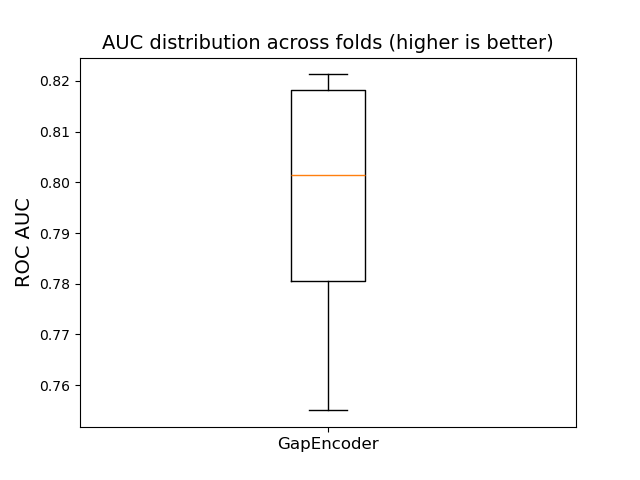 AUC distribution across folds (higher is better)
ROC AUC
0.82
0.81
0.80
0.79
0.78
0.77
0.76
GapEncoder